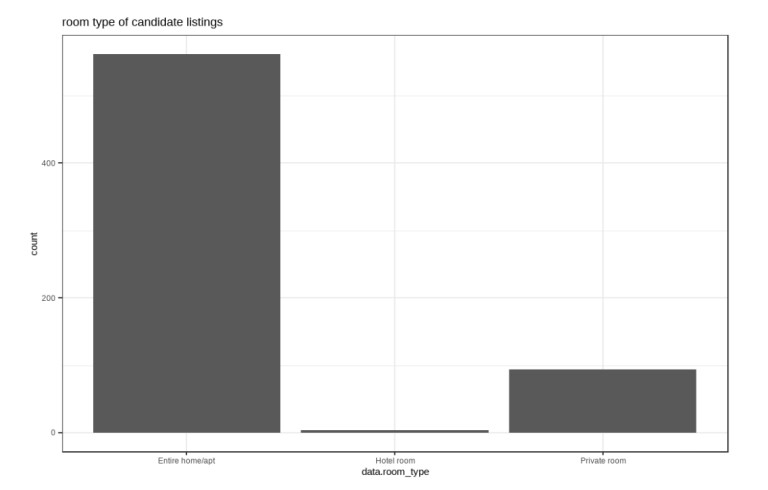 room type of candidate listings
count
400
200
0
Entire home/apt
Hotel room
Private room
data.room_type